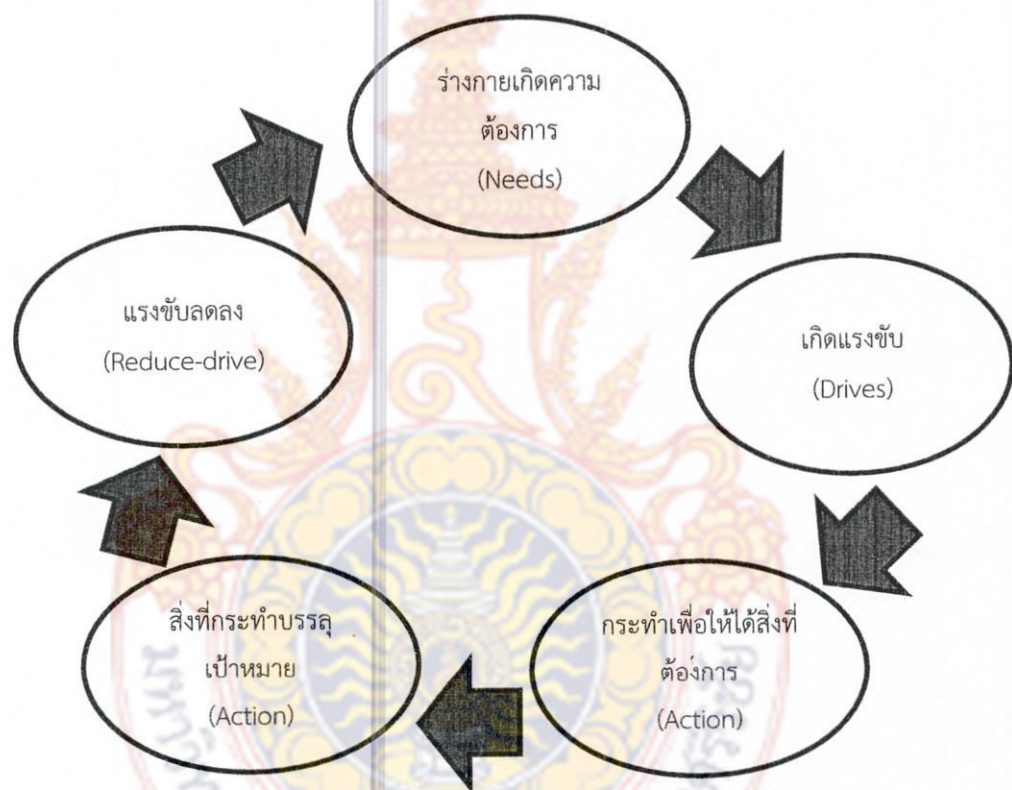 ร่างกายเกิดความ
ต้องการ
(Needs)
เกิดแรงขับ
(Drives)
กระทำเพื่อให้ได้สิ่งที่
ต้องการ
(Action)
สิ่งที่กระทำบรรลุ
เป้าหมาย
(Action)
แรงขับลดลง
(Reduce-drive)